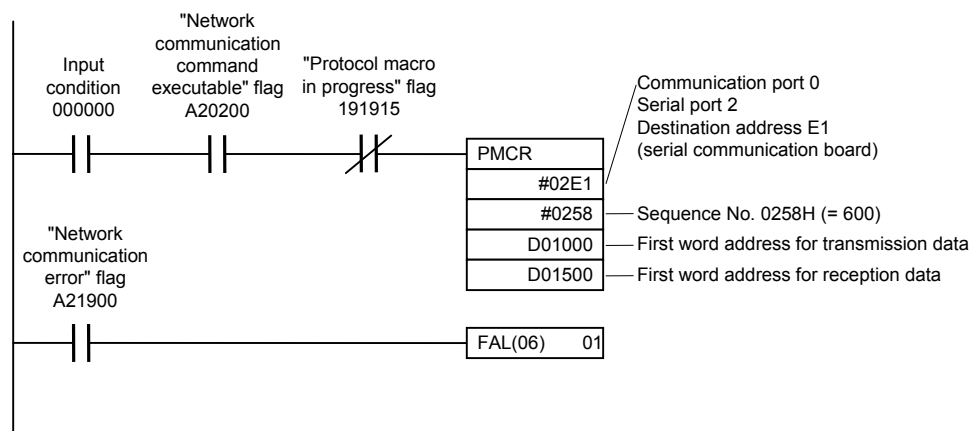 "Network
communication
command
executable" flag
A20200
Input
condition
000000
"Protocol macro
in progress" flag
191915
PMCR
#02E1
#0258
D01000
D01500
Communication port 0
Serial port 2
Destination address E1
(serial communication board)
Sequence No. 0258H (= 600)
First word address for transmission data
First word address for reception data
"Network
communication
error" flag
A21900
FAL(06) 01